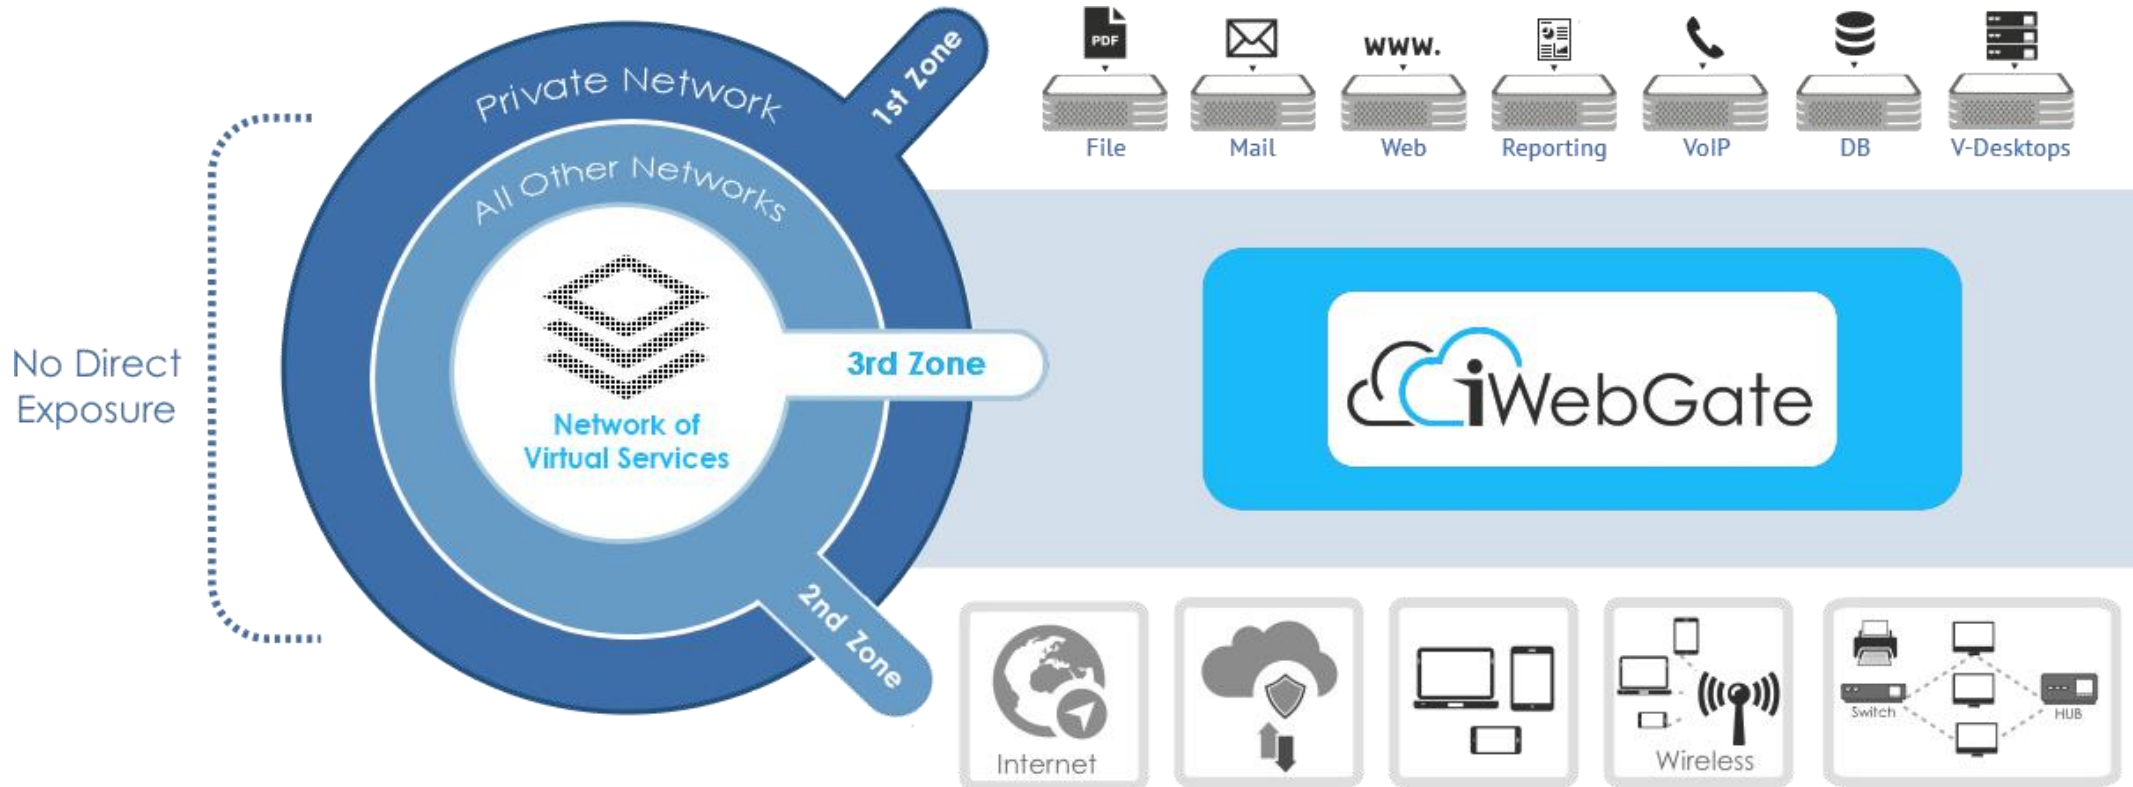 Private Network
1st Zone
All Other Networks
No Direct
Exposure
Network of
Virtual Services
3rd Zone
2nd Zone
PDF
www.
File
Mail
Web
Reporting
VoIP
DB
V-Desktops
iWebGate
Internet
Wireless
Switch
HUB